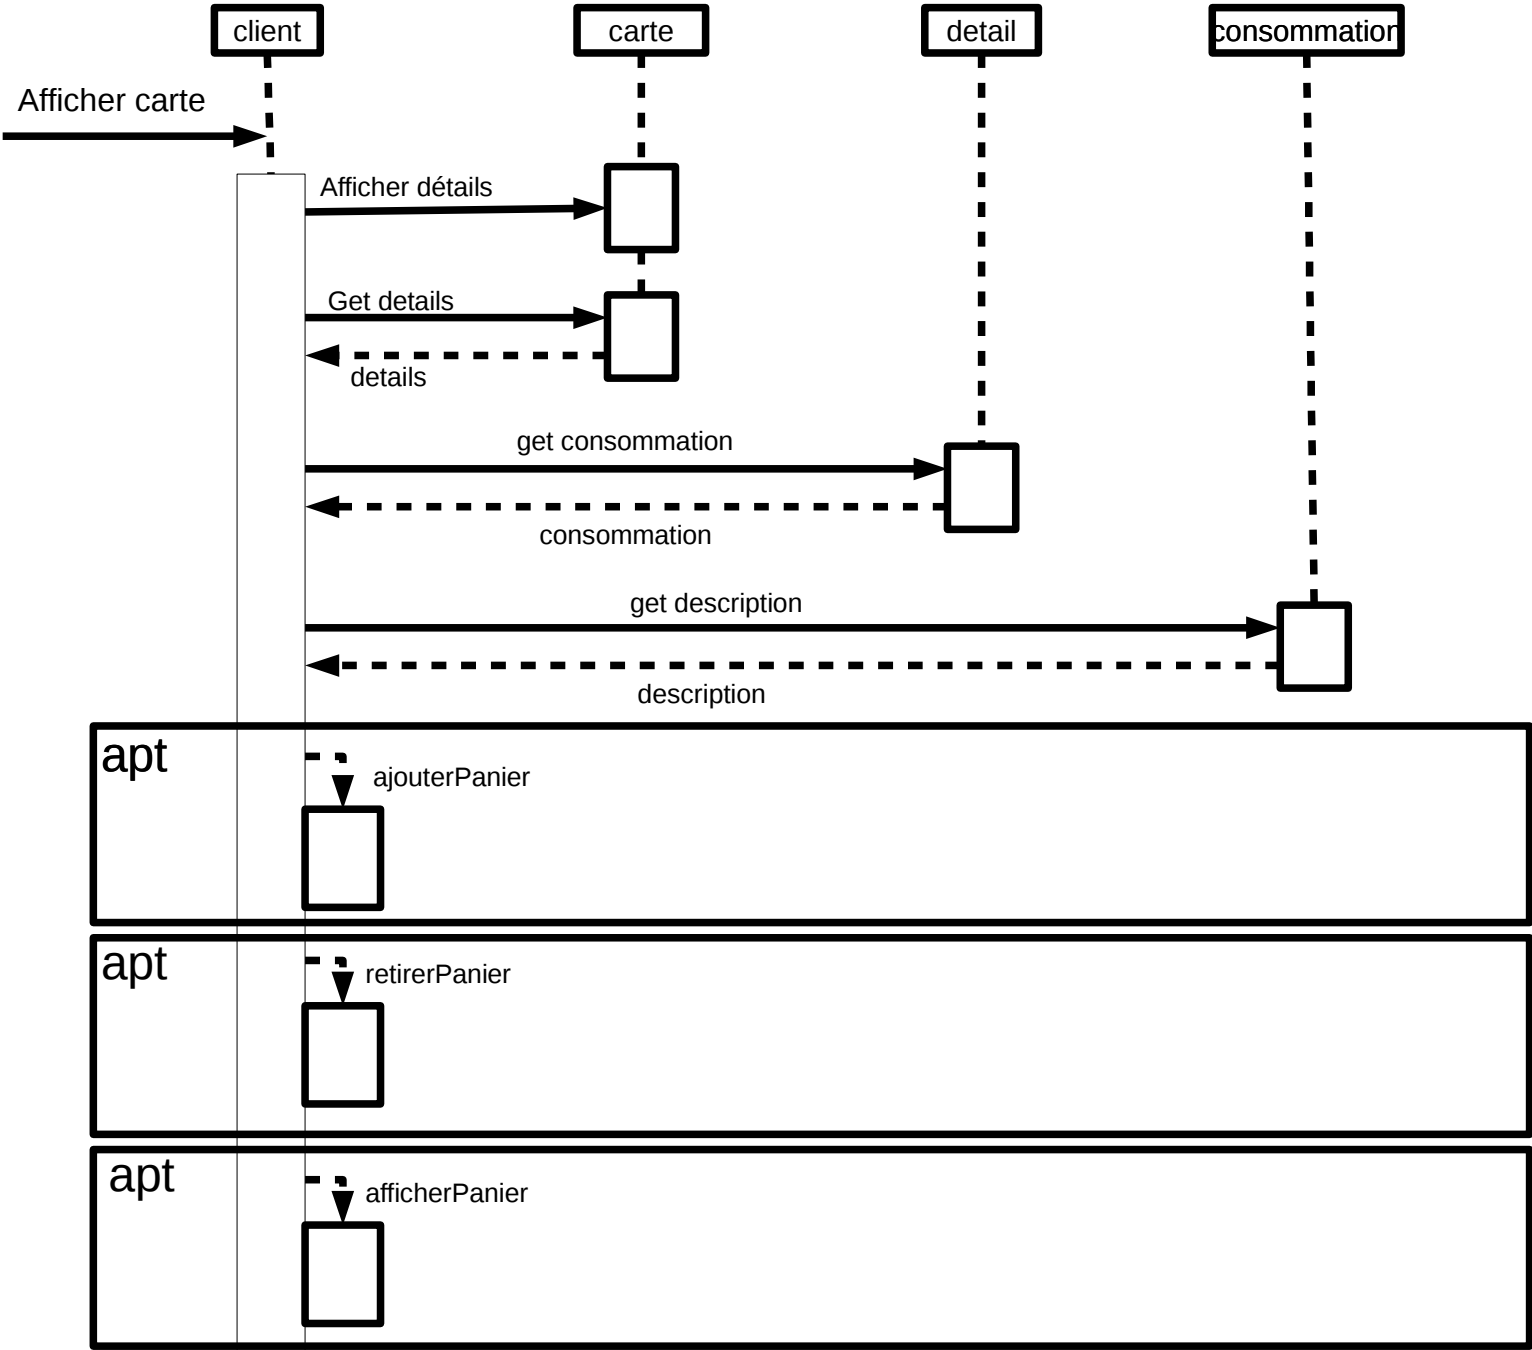 client
carte
detail
consommation
Afficher carte
Afficher détails
Get details
details
get consommation
consommation
get description
description
apt
ajouterPanier
apt
retirerPanier
apt
afficherPanier